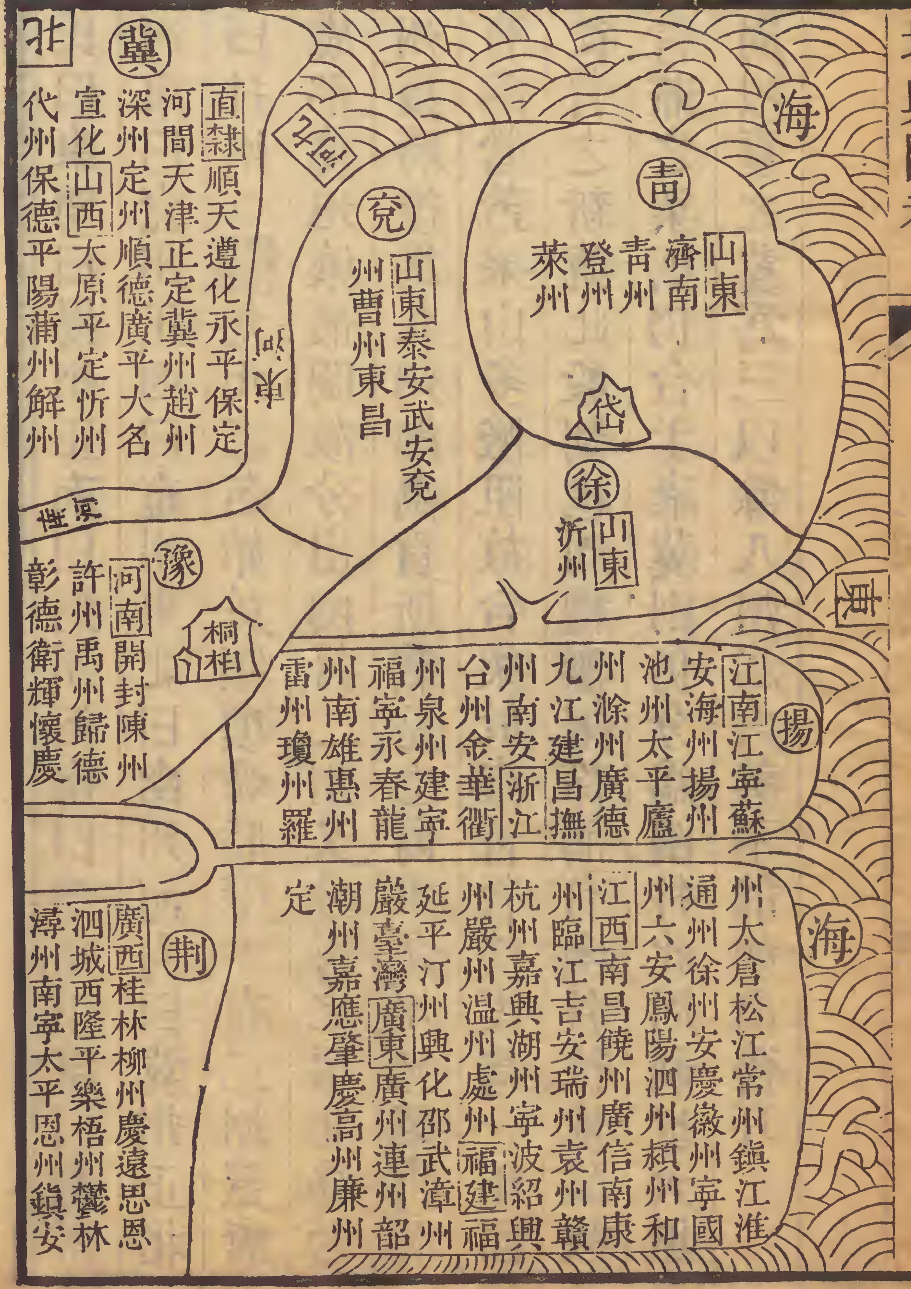 海
青
山東
濟南
青州
登州
萊州
岱
兗
山東泰安武安兗
州曹州東昌
九河
東河
南河
徐
山東
沂州
東
北
冀
直隸順天遵化永平保定
河間天津正定冀州趙州
深州定州順德廣平大名
宣化山西太原平定忻州
代州保德平陽蒲州解州
豫
河南開封陳州
許州禹州歸德
彰德衛輝懷慶
桐柏
揚
江南江寧蘇
安海州揚州
池州太平廬
州滁州廣德
九江建昌撫
州南安浙江
台州金華衢
州泉州建寧
福寧永春龍
州南雄惠州
雷州瓊州羅
海
州太倉松江常州鎮江淮
通州徐州安慶徽州寧國
州六安鳳陽泗州潁州和
江西南昌饒州廣信南康
州臨江吉安瑞州袁州贛
杭州嘉興湖州寧波紹興
州嚴州温州處州福建福
延平汀州興化邵武漳州
嚴臺灣廣東廣州連州韶
潮州嘉應肇慶高州廉州
定
荆
廣西桂林柳州慶遠思恩
泗城西隆平樂梧州鬱林
潯州南寧太平恩州鎮安